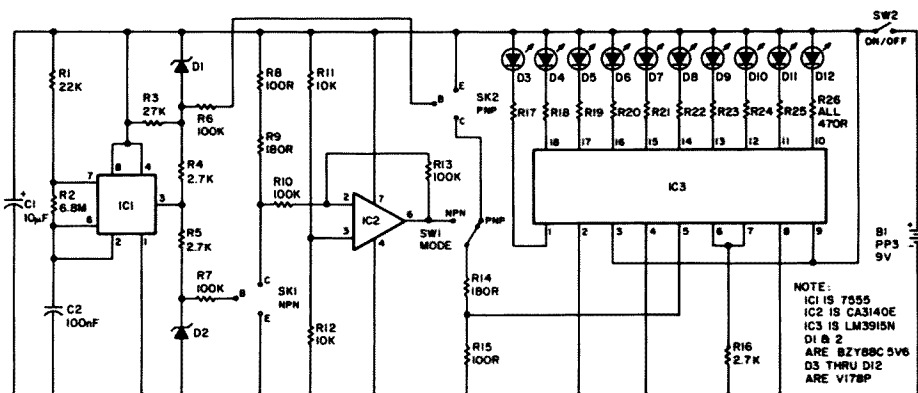 SW2
ON/OFF
D1
D3
D4
D5
D6
D7
D8
D9
D10
D11
D12
R1
22K
R3
27K
R6
100K
R8
100R
R11
10K
B
E
C
SK2
PNP
R17
R18
R19
R20
R21
R22
R23
R24
R25
R26
ALL
470R
R9
180R
R4
2.7K
R13
100K
8
4
7
R2
6.8M
6
IC1
3
2
1
C1
+
10µF
R10
100K
2
3
7
IC2
6
4
NPN
PNP
SW1
MODE
18
17
16
15
14
13
12
11
10
IC3
1
2
3
4
5
6
7
8
9
R5
2.7K
R7
100K
B
C
SK1
NPN
E
R14
180R
B1
PP3
9V
+
C2
100nF
D2
R12
10K
R15
100R
R16
2.7K
NOTE:
IC1 IS 7555
IC2 IS CA3140E
IC3 IS LM3915N
D1 & 2
ARE BZY88C5V6
D3 THRU D12
ARE V178P